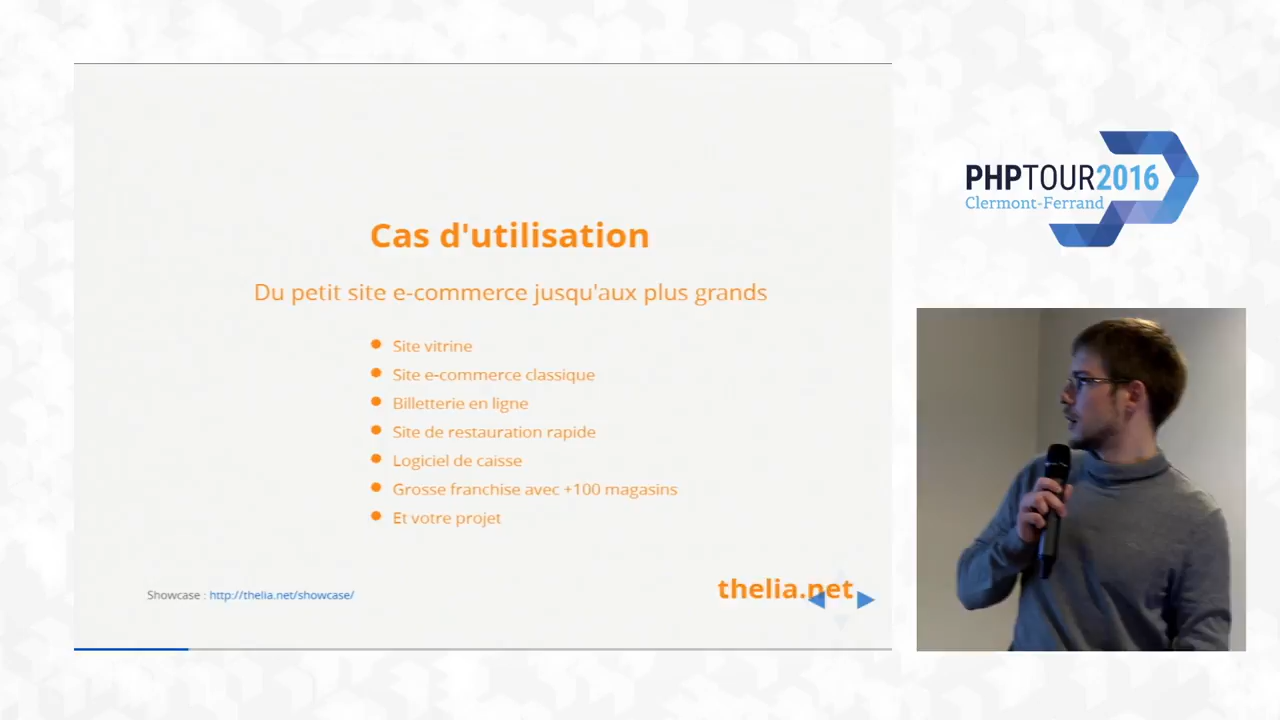 Cas d'utilisation
Du petit site e-commerce jusqu'aux plus grands
Site vitrine
Site e-commerce classique
Billetterie en ligne
Site de restauration rapide
Logiciel de caisse
Grosse franchise avec +100 magasins
Et votre projet
Showcase : http://thelia.net/showcase/
thelia.net
PHPTOUR2016
Clermont-Ferrand